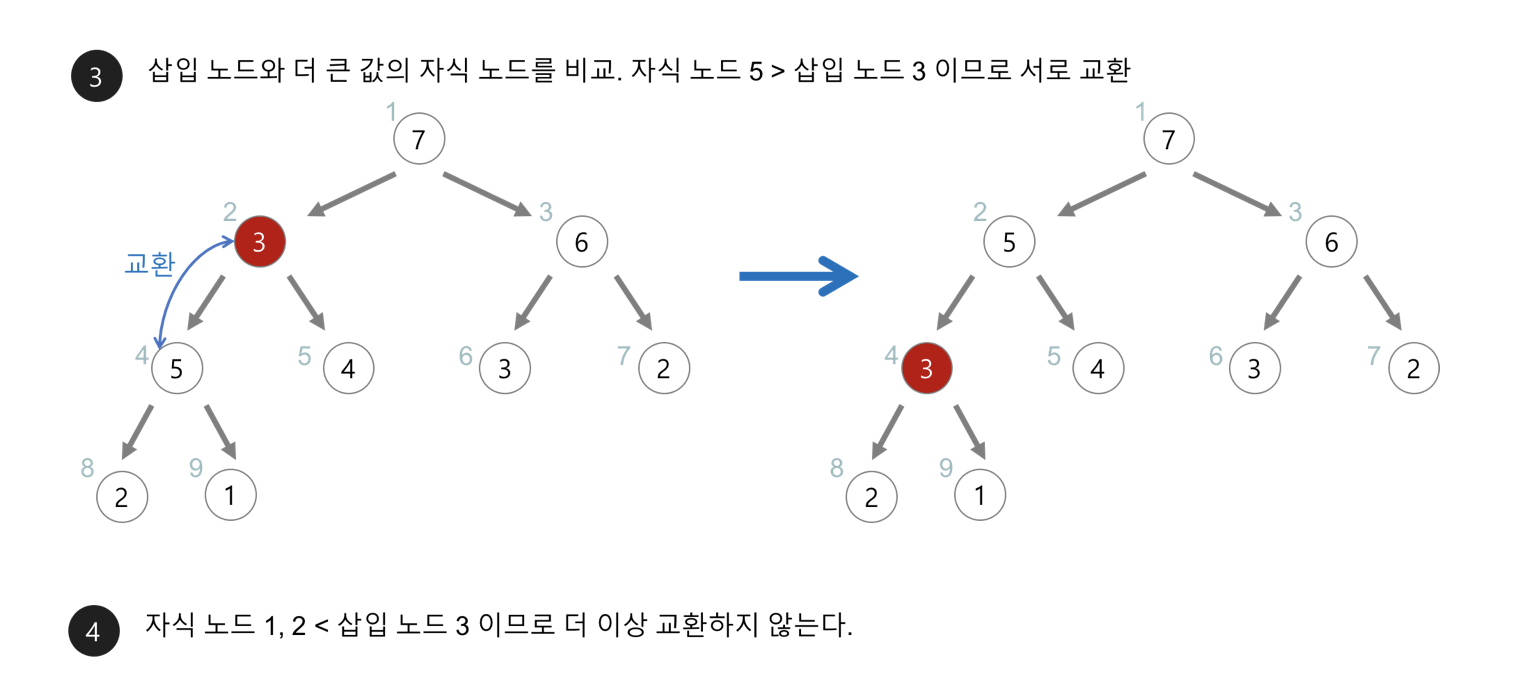 3 삽입 노드와 더 큰 값의 자식 노드를 비교. 자식 노드 5 > 삽입 노드 3 이므로 서로 교환
1 1
7 7
2 3 2 3
3 6 5 6
교환
4 5 6 7 4 5 6 7
5 4 3 2 3 4 3 2
8 9 8 9
2 1 2 1
4 자식 노드 1, 2 < 삽입 노드 3 이므로 더 이상 교환하지 않는다.